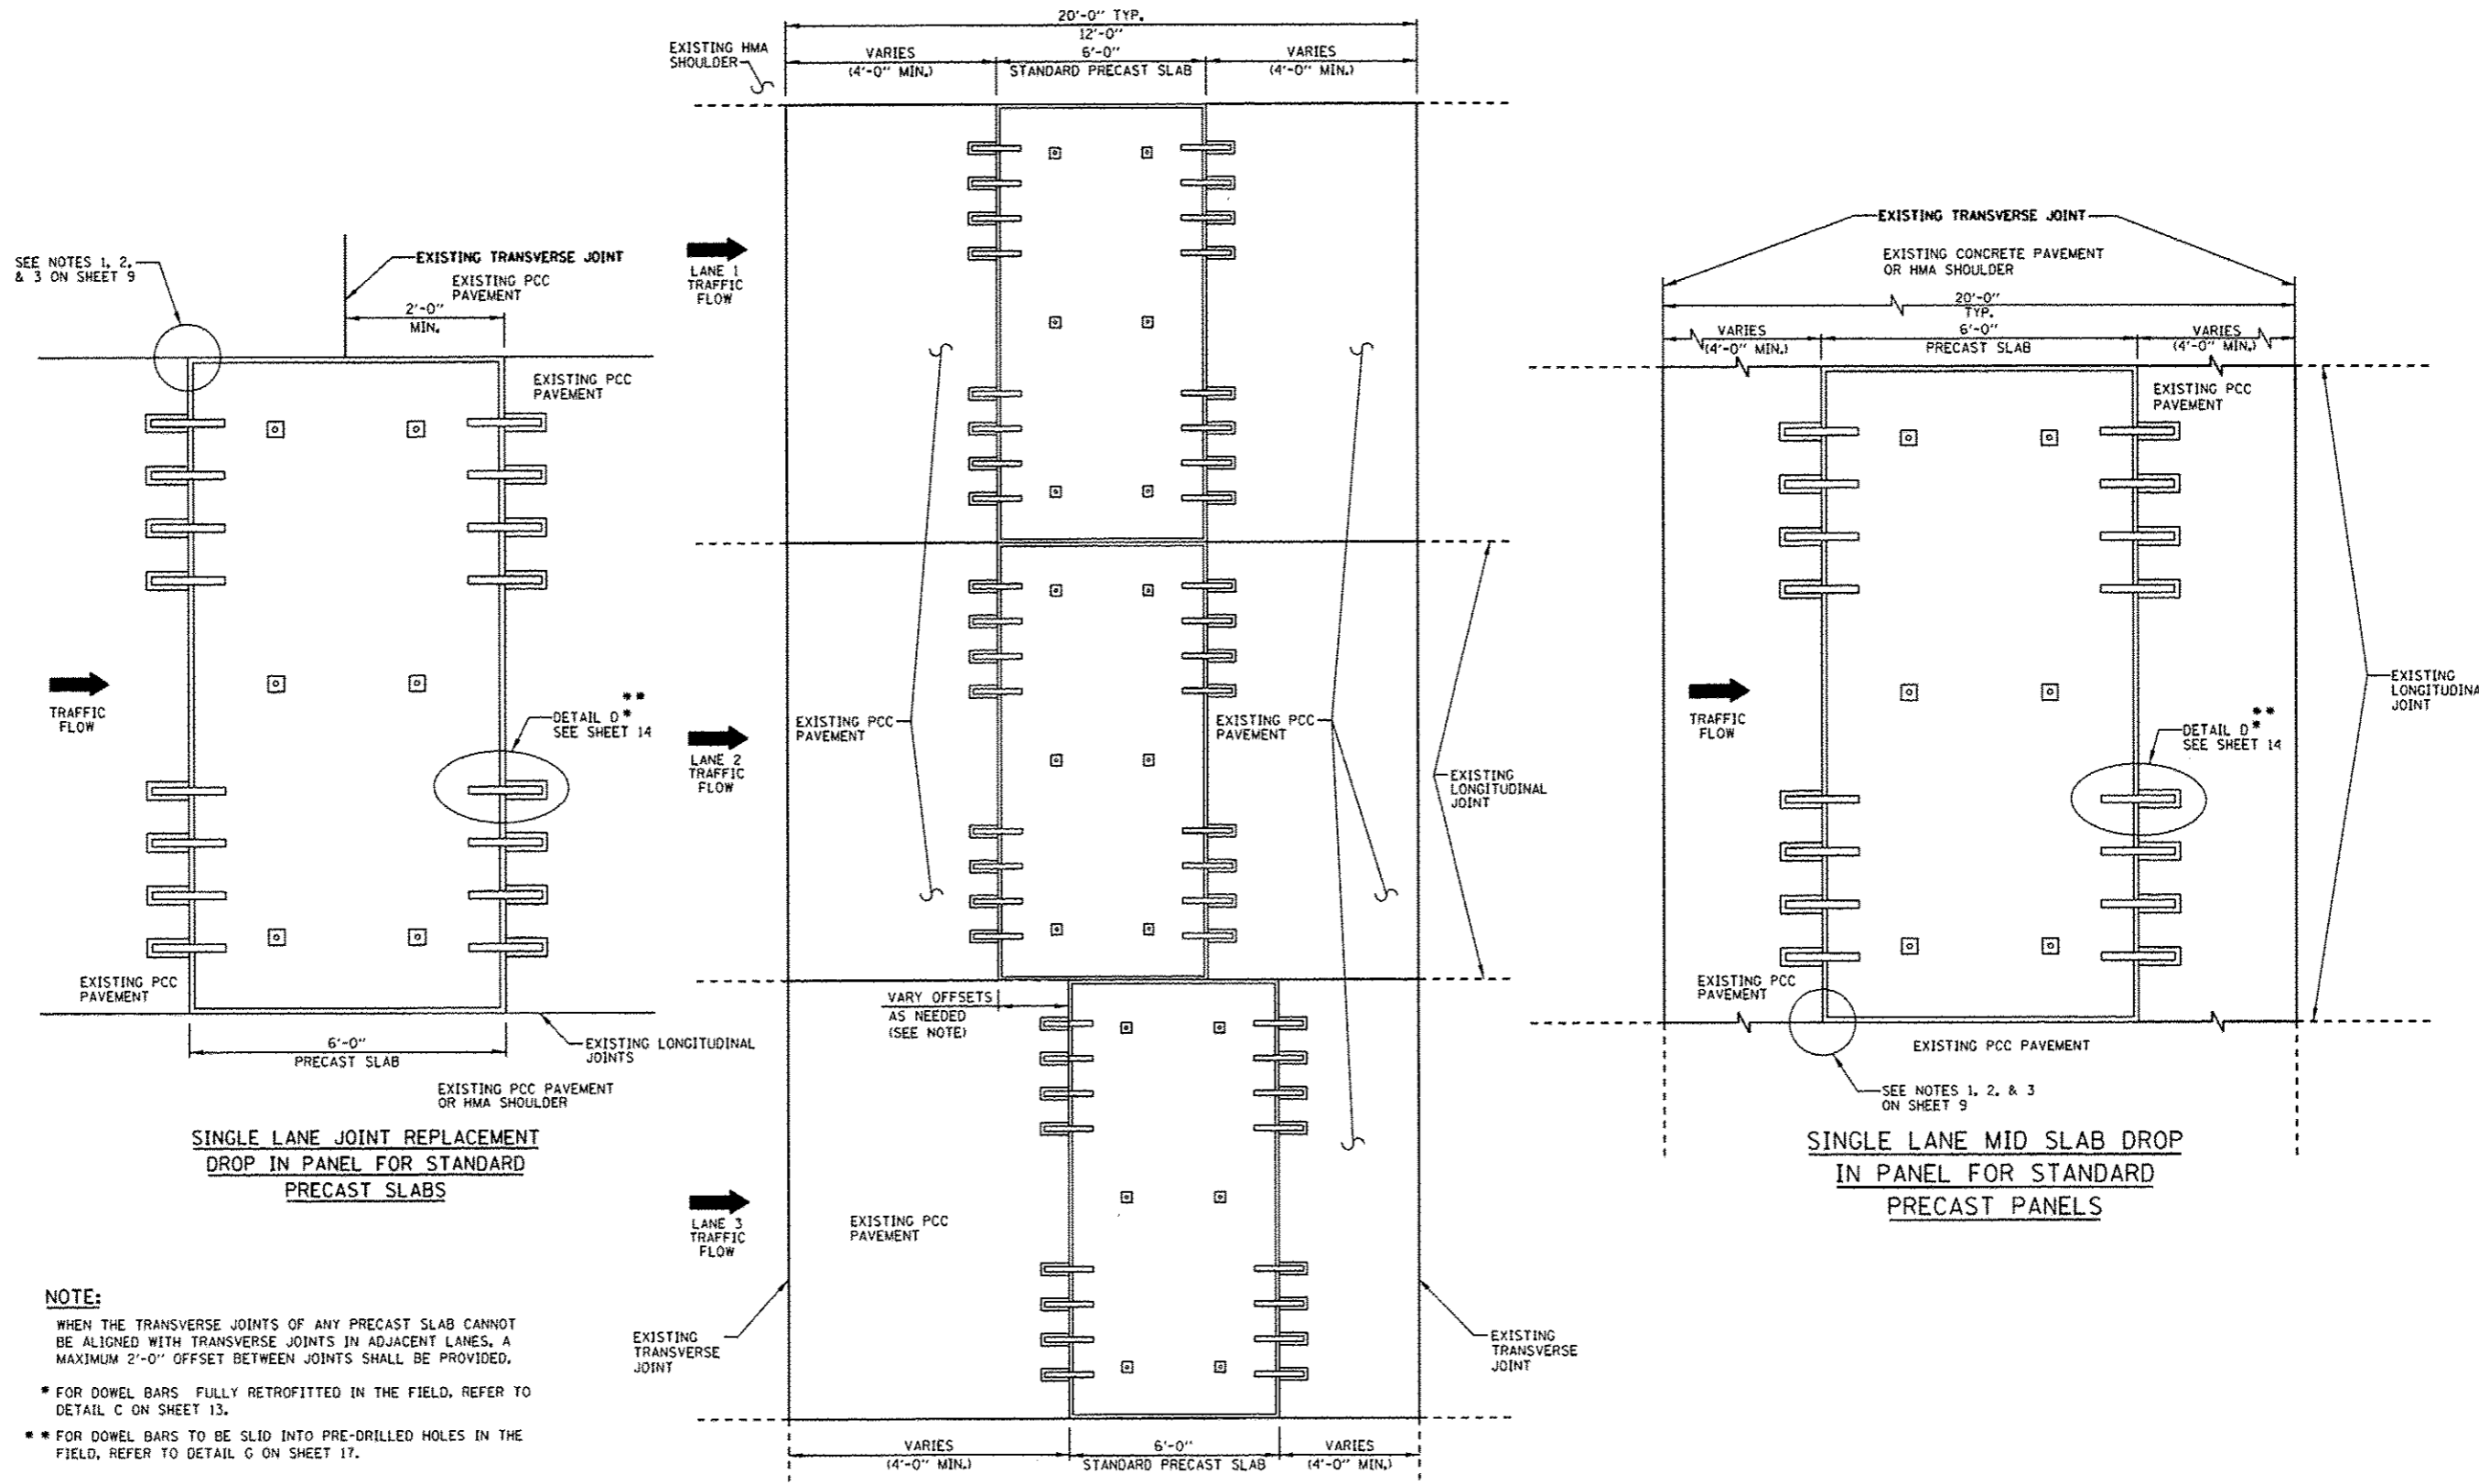 SEE NOTES 1, 2,
& 3 ON SHEET 9
EXISTING TRANSVERSE JOINT
EXISTING PCC
PAVEMENT
2'-0"
MIN.
EXISTING PCC
PAVEMENT
TRAFFIC
FLOW
**
DETAIL D*
SEE SHEET 14
EXISTING PCC
PAVEMENT
6'-0"
PRECAST SLAB
EXISTING LONGITUDINAL
JOINTS
EXISTING PCC PAVEMENT
OR HMA SHOULDER
SINGLE LANE JOINT REPLACEMENT
DROP IN PANEL FOR STANDARD
PRECAST SLABS
NOTE:
WHEN THE TRANSVERSE JOINTS OF ANY PRECAST SLAB CANNOT
BE ALIGNED WITH TRANSVERSE JOINTS IN ADJACENT LANES, A
MAXIMUM 2'-0" OFFSET BETWEEN JOINTS SHALL BE PROVIDED.
* FOR DOWEL BARS FULLY RETROFITTED IN THE FIELD, REFER TO
DETAIL C ON SHEET 13.
** FOR DOWEL BARS TO BE SLID INTO PRE-DRILLED HOLES IN THE
FIELD, REFER TO DETAIL G ON SHEET 17.
20'-0" TYP.
12'-0"
EXISTING HMA
SHOULDER
VARIES
(4'-0" MIN.)
6'-0"
STANDARD PRECAST SLAB
VARIES
(4'-0" MIN.)
LANE 1
TRAFFIC
FLOW
EXISTING PCC
PAVEMENT
EXISTING PCC
PAVEMENT
LANE 2
TRAFFIC
FLOW
EXISTING
LONGITUDINAL
JOINT
VARY OFFSETS
AS NEEDED
(SEE NOTE)
LANE 3
TRAFFIC
FLOW
EXISTING PCC
PAVEMENT
EXISTING
TRANSVERSE
JOINT
EXISTING
TRANSVERSE
JOINT
VARIES
(4'-0" MIN.)
6'-0"
STANDARD PRECAST SLAB
VARIES
(4'-0" MIN.)
EXISTING TRANSVERSE JOINT
EXISTING CONCRETE PAVEMENT
OR HMA SHOULDER
20'-0"
TYP.
VARIES
(4'-0" MIN.)
6'-0"
PRECAST SLAB
VARIES
(4'-0" MIN.)
EXISTING PCC
PAVEMENT
TRAFFIC
FLOW
EXISTING
LONGITUDINA
JOINT
**
DETAIL D*
SEE SHEET 14
EXISTING PCC
PAVEMENT
EXISTING PCC PAVEMENT
SEE NOTES 1, 2, & 3
ON SHEET 9
SINGLE LANE MID SLAB DROP
IN PANEL FOR STANDARD
PRECAST PANELS